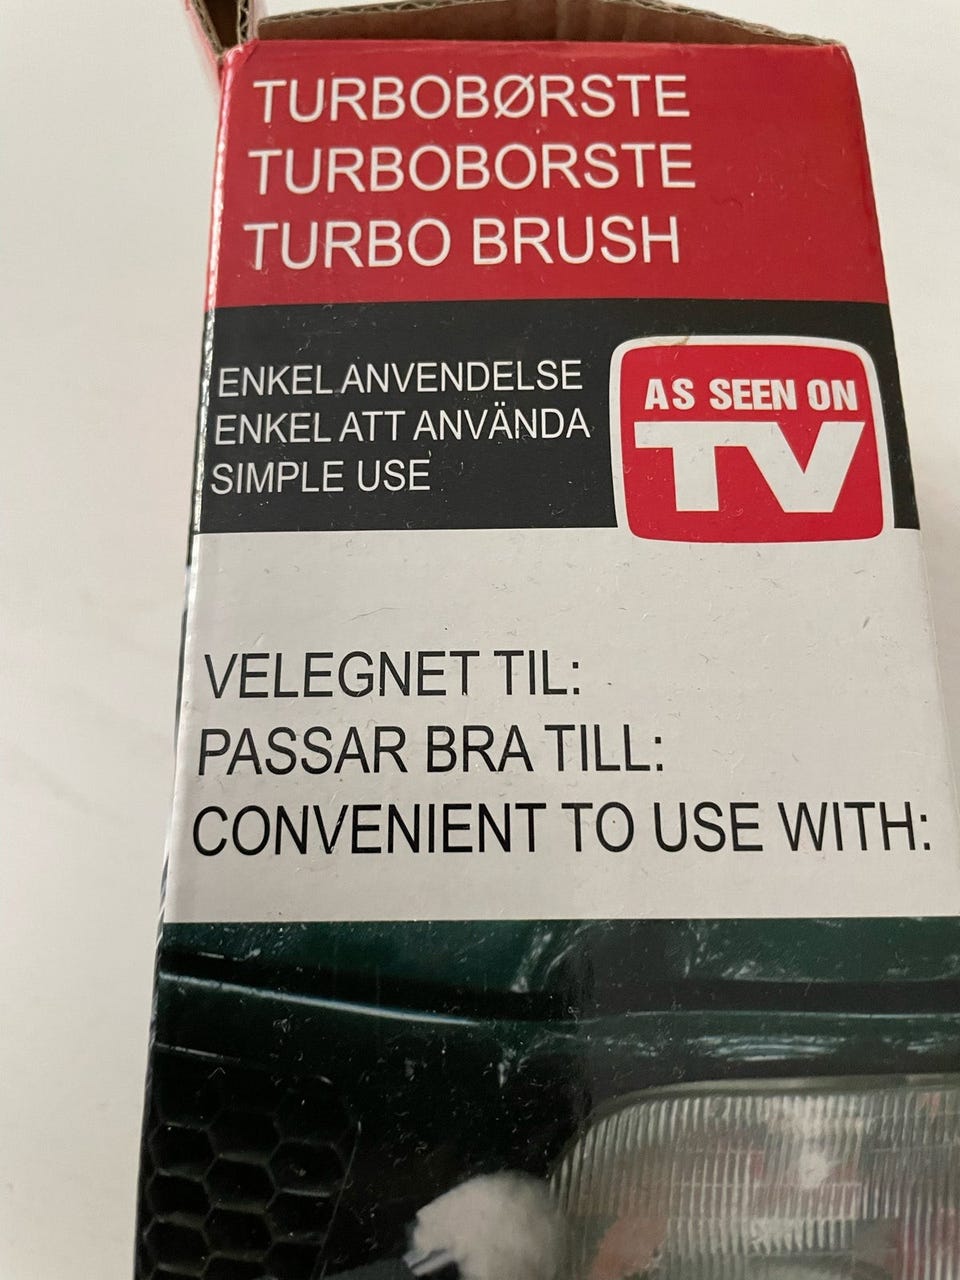 TURBOBØRSTE
TURBOBORSTE
TURBO BRUSH
ENKEL ANVENDELSE
ENKEL ATT ANVÄNDA
SIMPLE USE
AS SEEN ON
TV
VELEGNET TIL:
PASSAR BRA TILL:
CONVENIENT TO USE WITH: